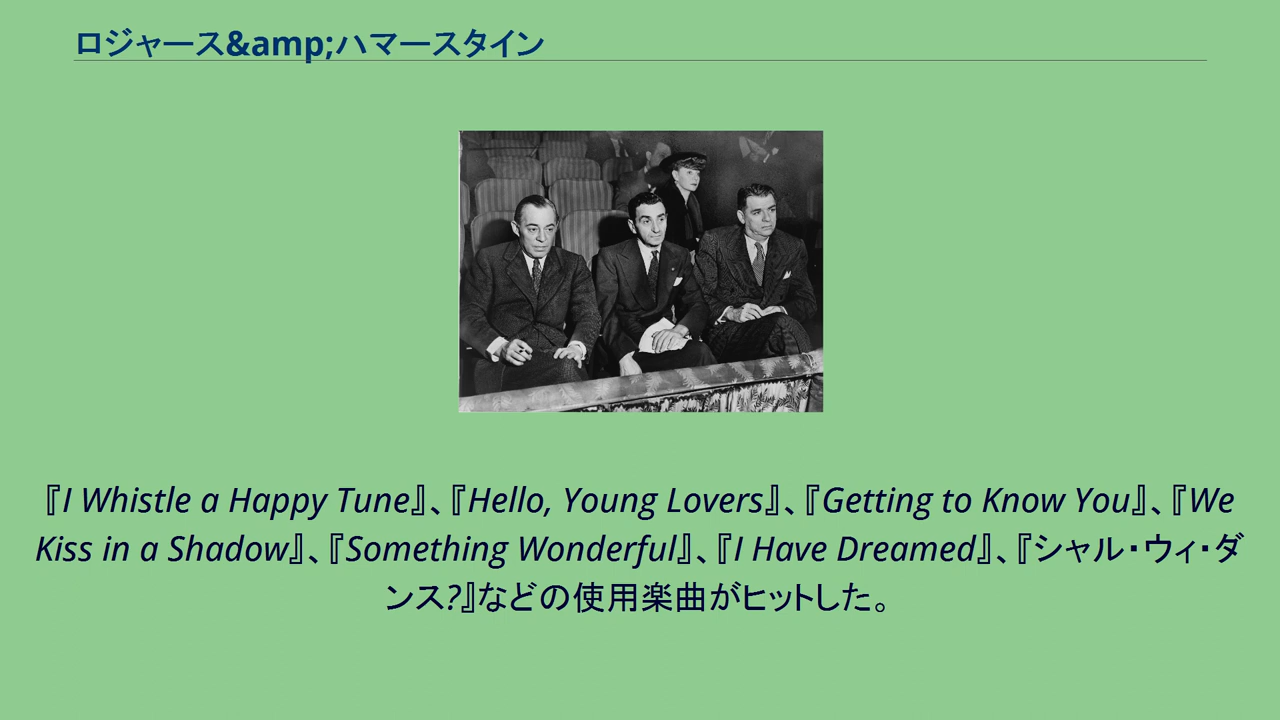 ロジャース&amp;ハマースタイン
『I Whistle a Happy Tune』、『Hello, Young Lovers』、『Getting to Know You』、『We
Kiss in a Shadow』、『Something Wonderful』、『I Have Dreamed』、『シャル・ウィ・ダ
ンス?』などの使用楽曲がヒットした。